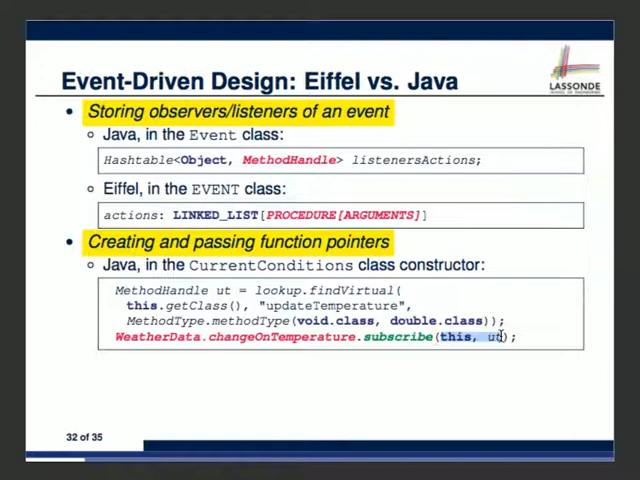 LASSONDE
Event-Driven Design: Eiffel vs. Java
• Storing observers/listeners of an event
○ Java, in the Event class:
Hashtable<Object, MethodHandle> listenersActions;
○ Eiffel, in the EVENT class:
actions: LINKED_LIST[PROCEDURE[ARGUMENTS]]
• Creating and passing function pointers
○ Java, in the CurrentConditions class constructor:
MethodHandle ut = lookup.findVirtual(
this.getClass(), "updateTemperature",
MethodType.methodType(void.class, double.class));
WeatherData.changeOnTemperature.subscribe(this, ut);
32 of 35